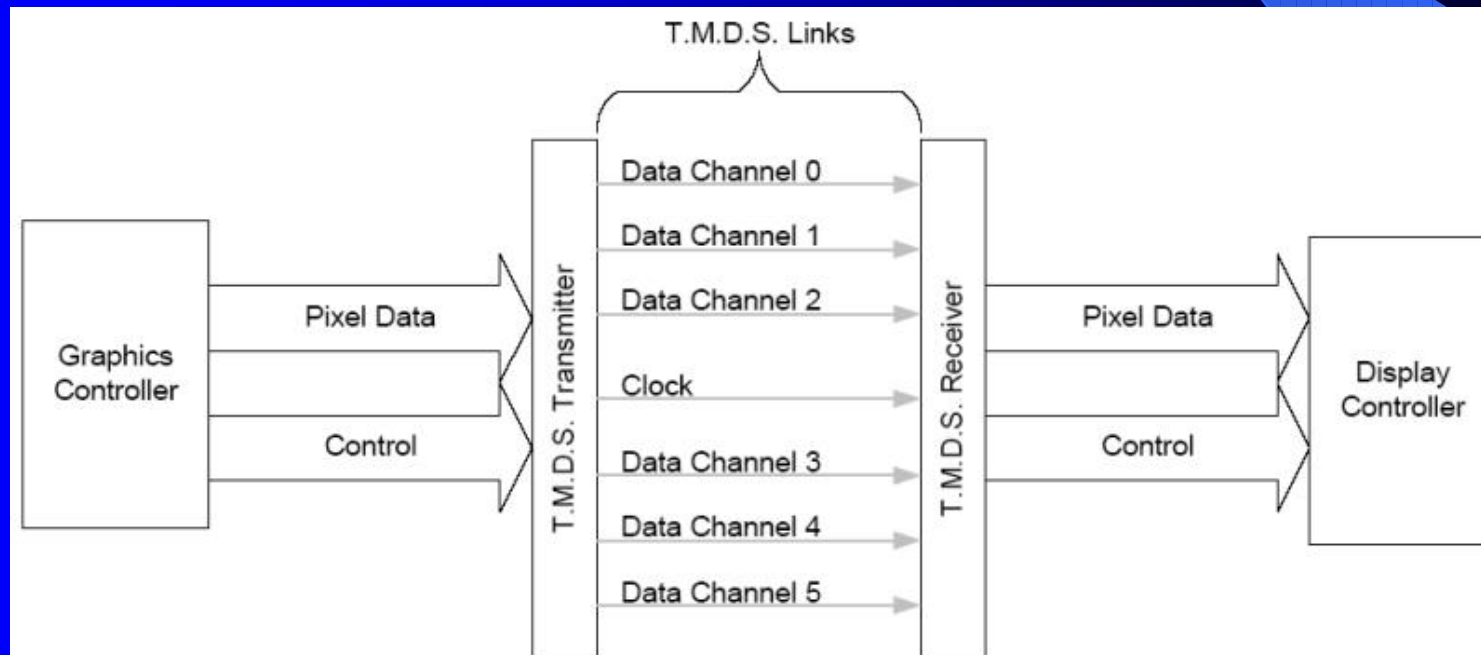 T.M.D.S. Links
Graphics
Controller
Pixel Data
Control
T.M.D.S. Transmitter
Data Channel 0
Data Channel 1
Data Channel 2
Clock
Data Channel 3
Data Channel 4
Data Channel 5
T.M.D.S. Receiver
Pixel Data
Control
Display
Controller